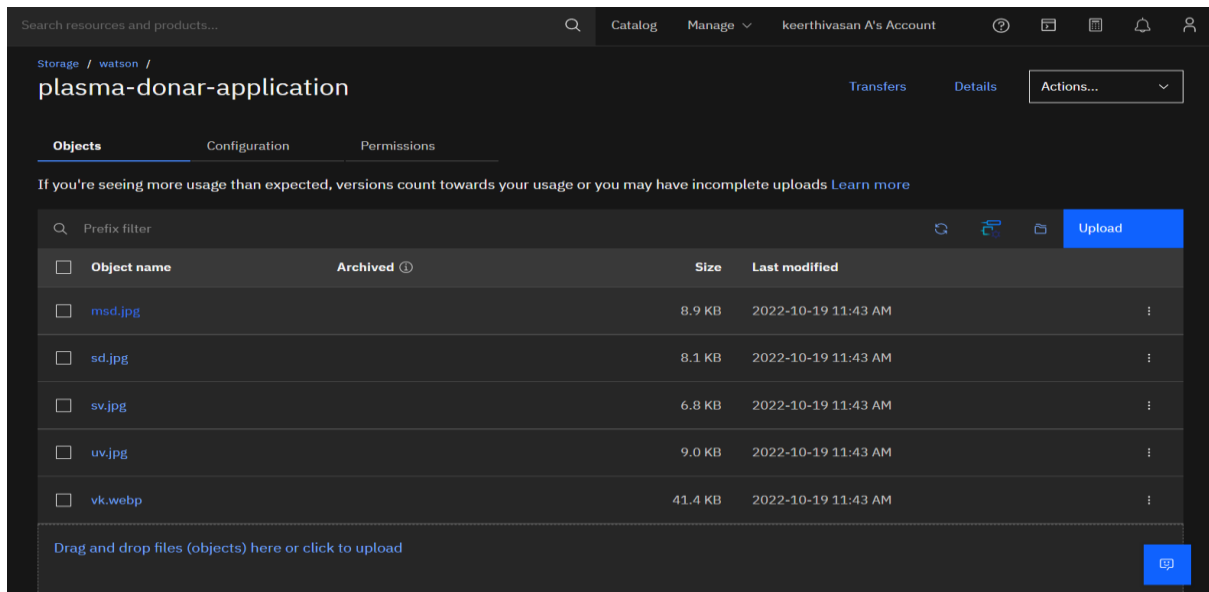 Search resources and products... Catalog Manage keerthivasan A's Account
Storage / watson /
plasma-donar-application Transfers Details Actions...
Objects Configuration Permissions
If you're seeing more usage than expected, versions count towards your usage or you may have incomplete uploads Learn more
Prefix filter Upload
Object name Archived Size Last modified
msd.jpg 8.9 KB 2022-10-19 11:43 AM
sd.jpg 8.1 KB 2022-10-19 11:43 AM
sv.jpg 6.8 KB 2022-10-19 11:43 AM
uv.jpg 9.0 KB 2022-10-19 11:43 AM
vk.webp 41.4 KB 2022-10-19 11:43 AM
Drag and drop files (objects) here or click to upload